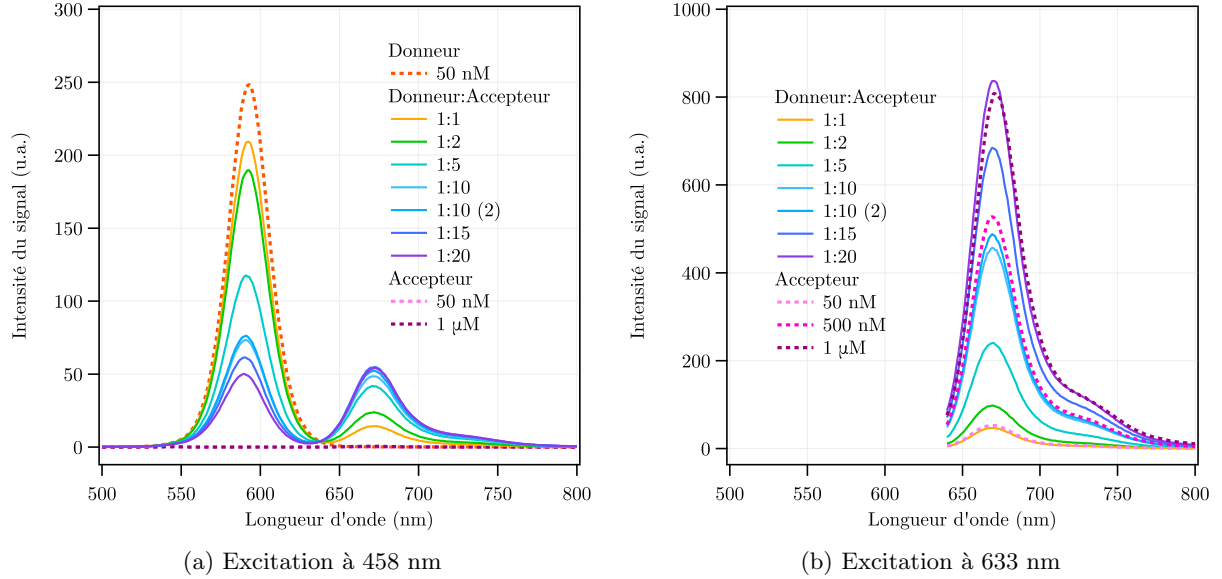 300
250
200
150
100
50
0
Intensité du signal (u.a.)
Donneur
50 nM
Donneur:Accepteur
1:1
1:2
1:5
1:10
1:10 (2)
1:15
1:20
Accepteur
50 nM
1 µM
500 550 600 650 700 750 800
Longueur d'onde (nm)
(a) Excitation à 458 nm
1000
800
600
400
200
0
Intensité du signal (u.a.)
Donneur:Accepteur
1:1
1:2
1:5
1:10
1:10 (2)
1:15
1:20
Accepteur
50 nM
500 nM
1 µM
500 550 600 650 700 750 800
Longueur d'onde (nm)
(b) Excitation à 633 nm